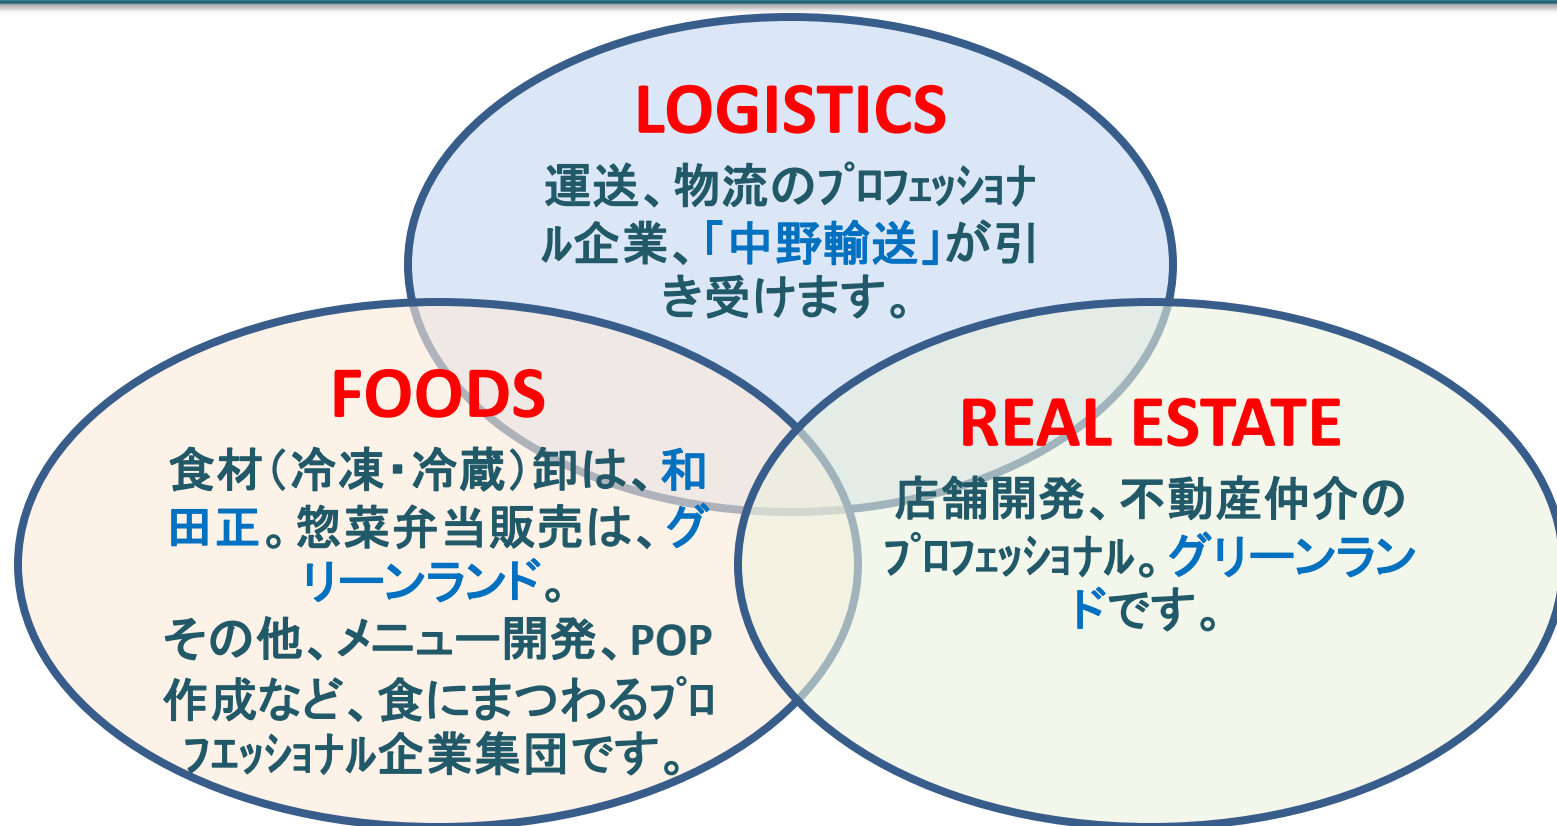 LOGISTICS
運送、物流のﾌﾟﾛﾌｪｯｼｮﾅ
ﾙ企業、「中野輸送」が引
き受けます。
FOODS
食材（冷凍・冷蔵）卸は、和
田正。惣菜弁当販売は、グ
リーンランド。
その他、メニュー開発、POP
作成など、食にまつわるﾌﾟﾛ
ﾌｴｯｼｮﾅﾙ企業集団です。
REAL ESTATE
店舗開発、不動産仲介の
ﾌﾟﾛﾌｪｯｼｮﾅﾙ。グリーンラン
ドです。